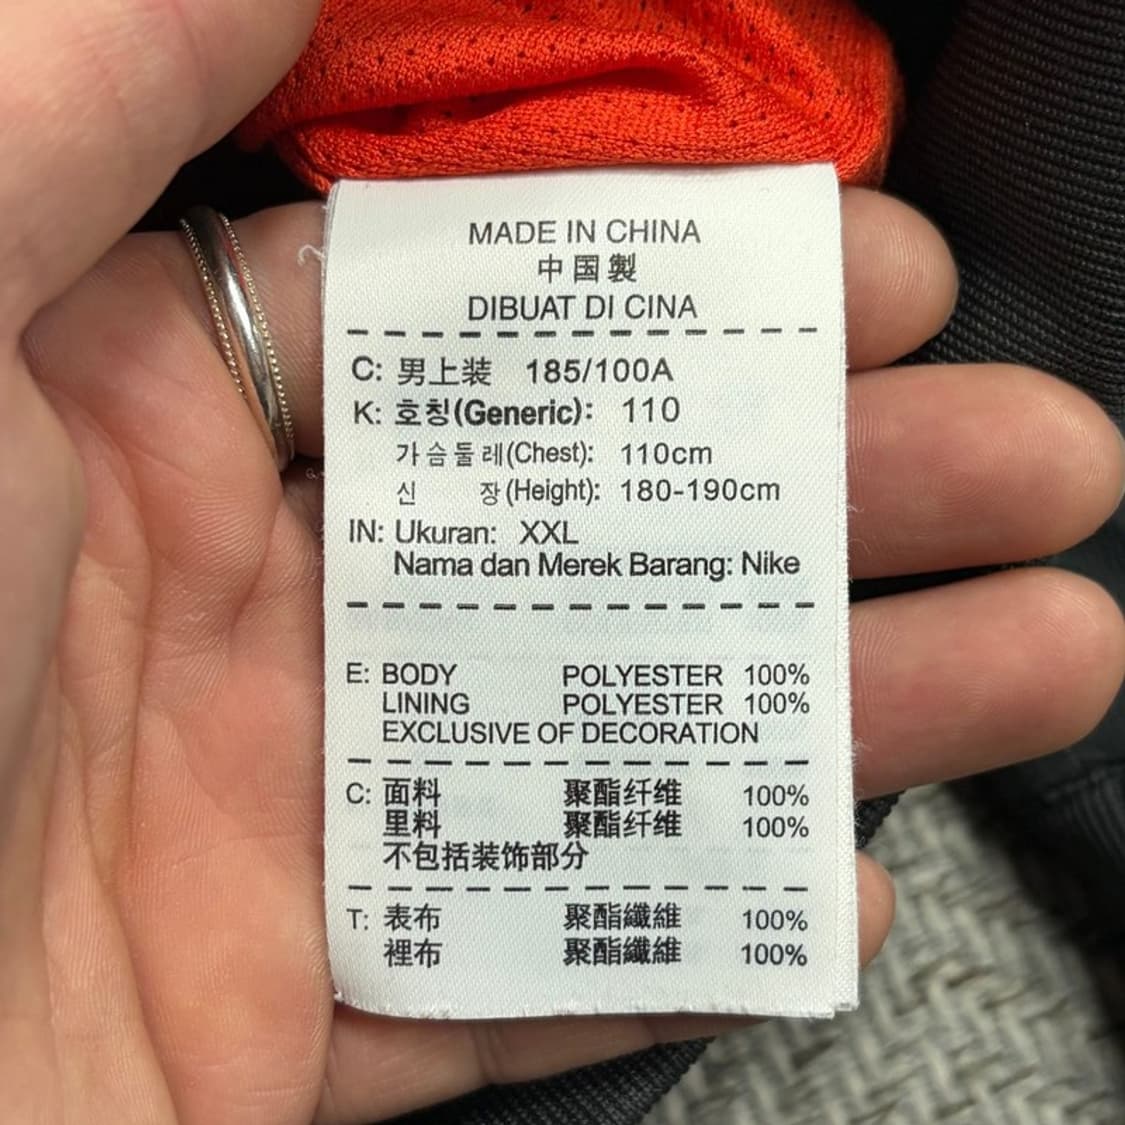 MADE IN CHINA
中国製
DIBUAT DI CINA
C: 男上装 185/100A
K: 호칭(Generic): 110
가슴둘레(Chest): 110cm
신 장(Height): 180-190cm
IN: Ukuran: XXL
Nama dan Merek Barang: Nike
E: BODY POLYESTER 100%
LINING POLYESTER 100%
EXCLUSIVE OF DECORATION
C: 面料 聚酯纤维 100%
里料 聚酯纤维 100%
不包括装饰部分
T: 表布 聚酯纖維 100%
裡布 聚酯纖維 100%